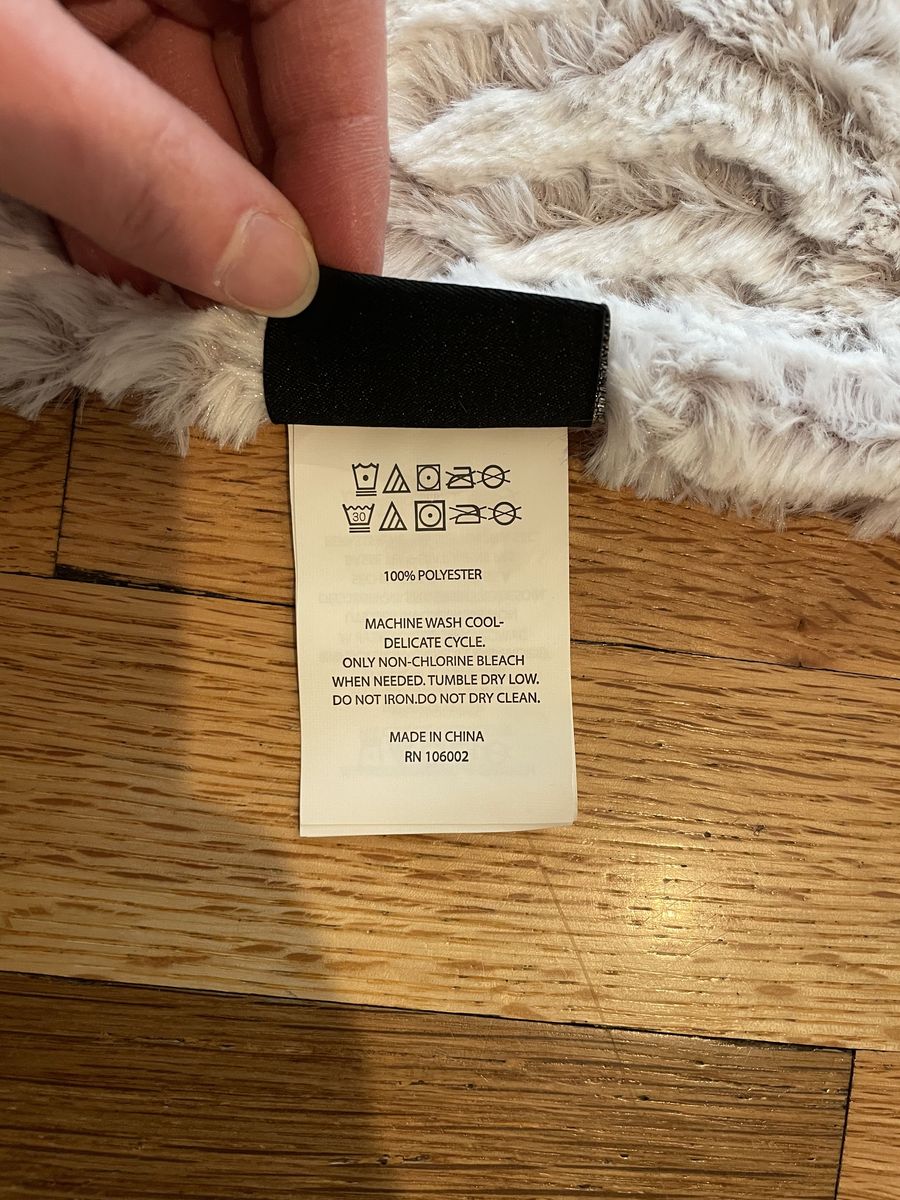 30
100% POLYESTER
MACHINE WASH COOL-
DELICATE CYCLE.
ONLY NON-CHLORINE BLEACH
WHEN NEEDED. TUMBLE DRY LOW.
DO NOT IRON.DO NOT DRY CLEAN.
MADE IN CHINA
RN 106002